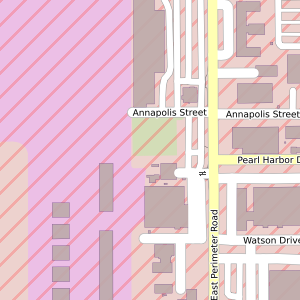 Annapolis Street
Annapolis Street
Pearl Harbor D
Watson Drive
East Perimeter Road